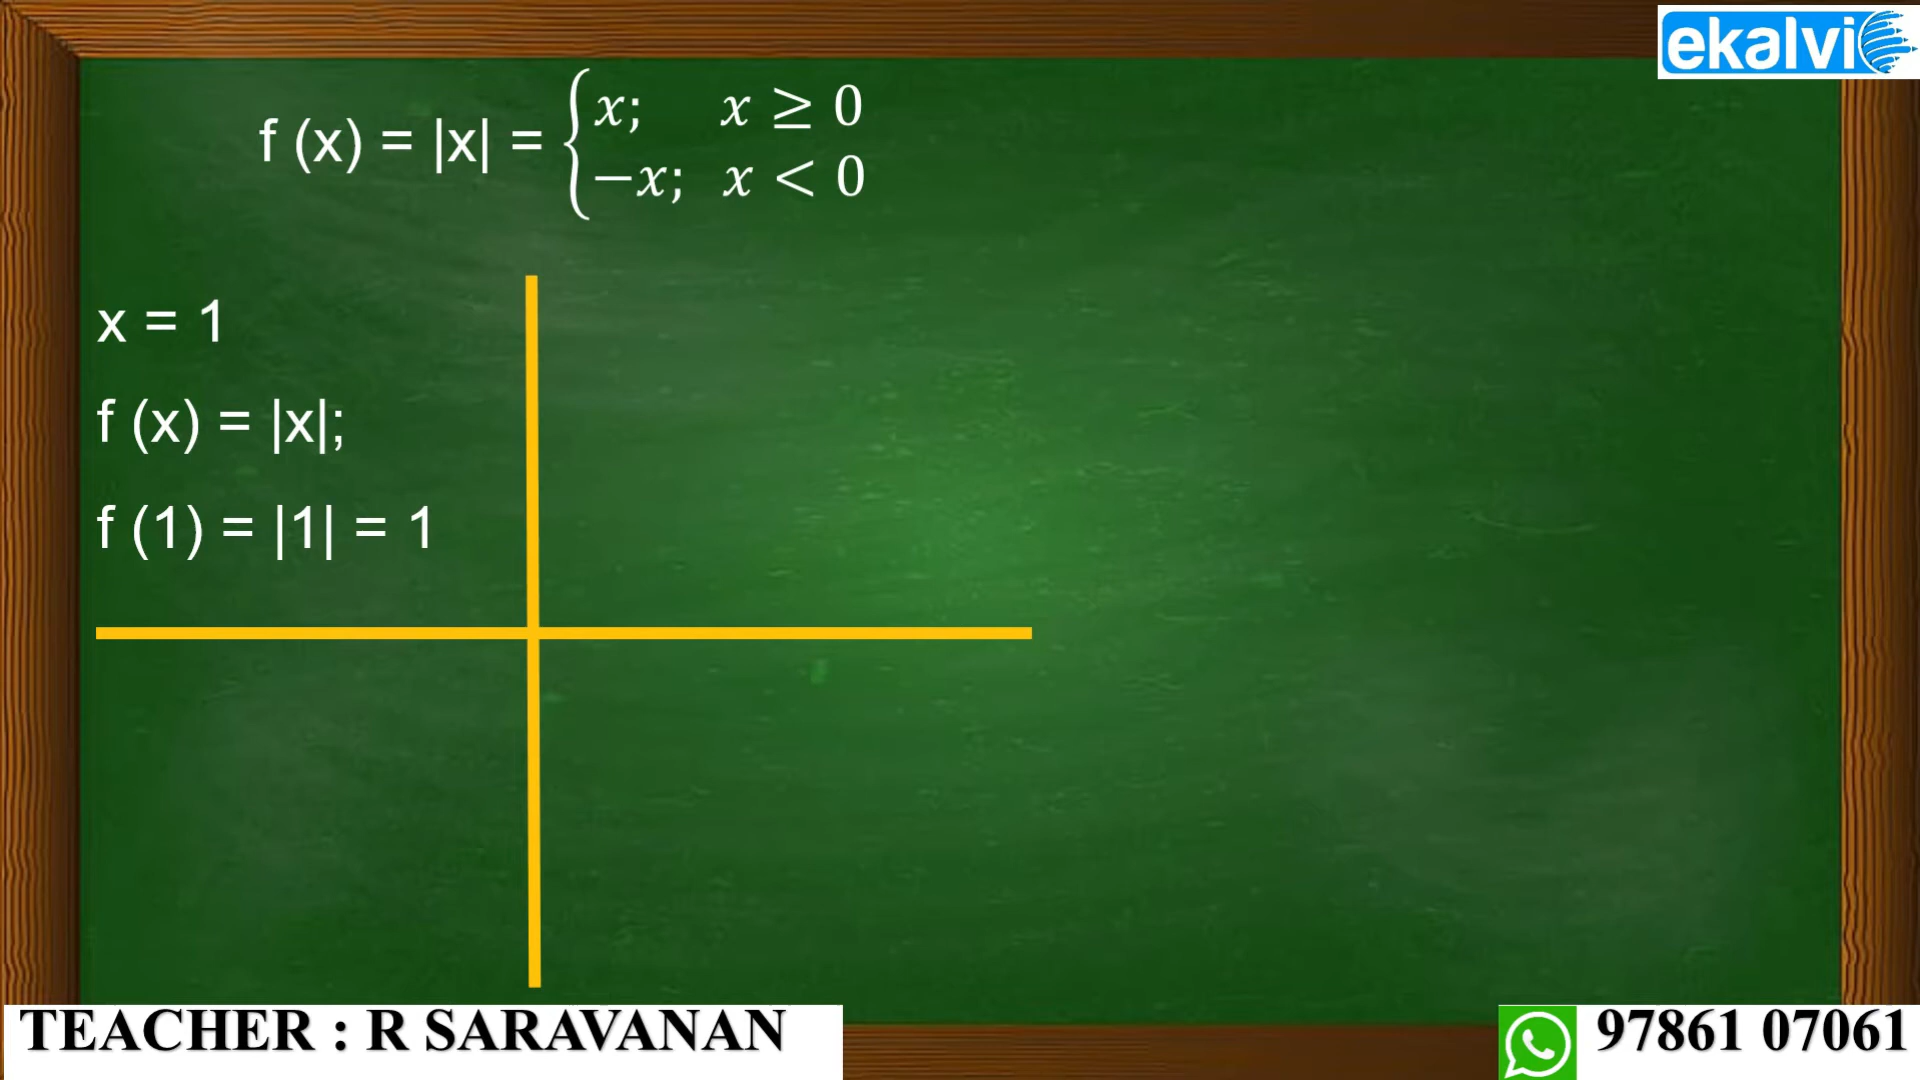 ekalvi
f (x) = |x| = { x; x ≥ 0
−x; x < 0
x = 1
f (x) = |x|;
f (1) = |1| = 1
TEACHER : R SARAVANAN
97861 07061